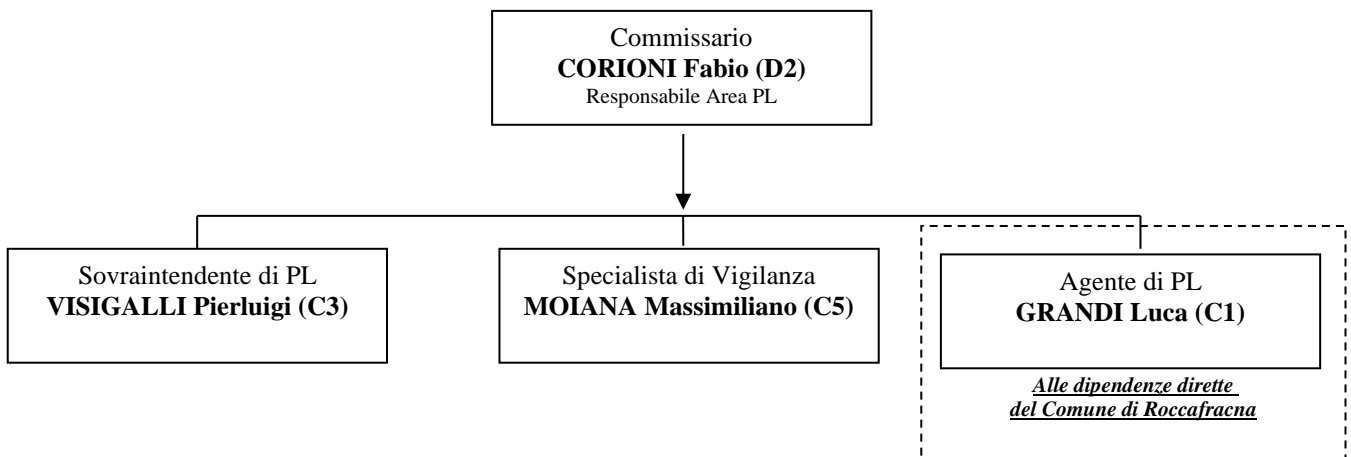 Commissario
CORIONI Fabio (D2)
Responsabile Area PL
Sovraintendente di PL
VISIGALLI Pierluigi (C3)
Specialista di Vigilanza
MOIANA Massimiliano (C5)
Agente di PL
GRANDI Luca (C1)
Alle dipendenze dirette
del Comune di Roccafracna